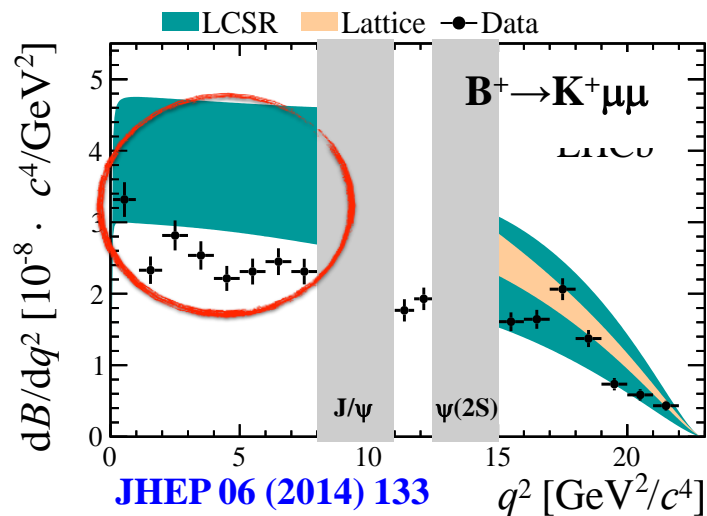 LCSR Lattice Data
B⁺→K⁺μμ
dB/dq² [10⁻⁸ · c⁴/GeV²]
5
4
3
2
1
0
J/ψ
ψ(2S)
0 5 10 15 20
JHEP 06 (2014) 133
q² [GeV²/c⁴]